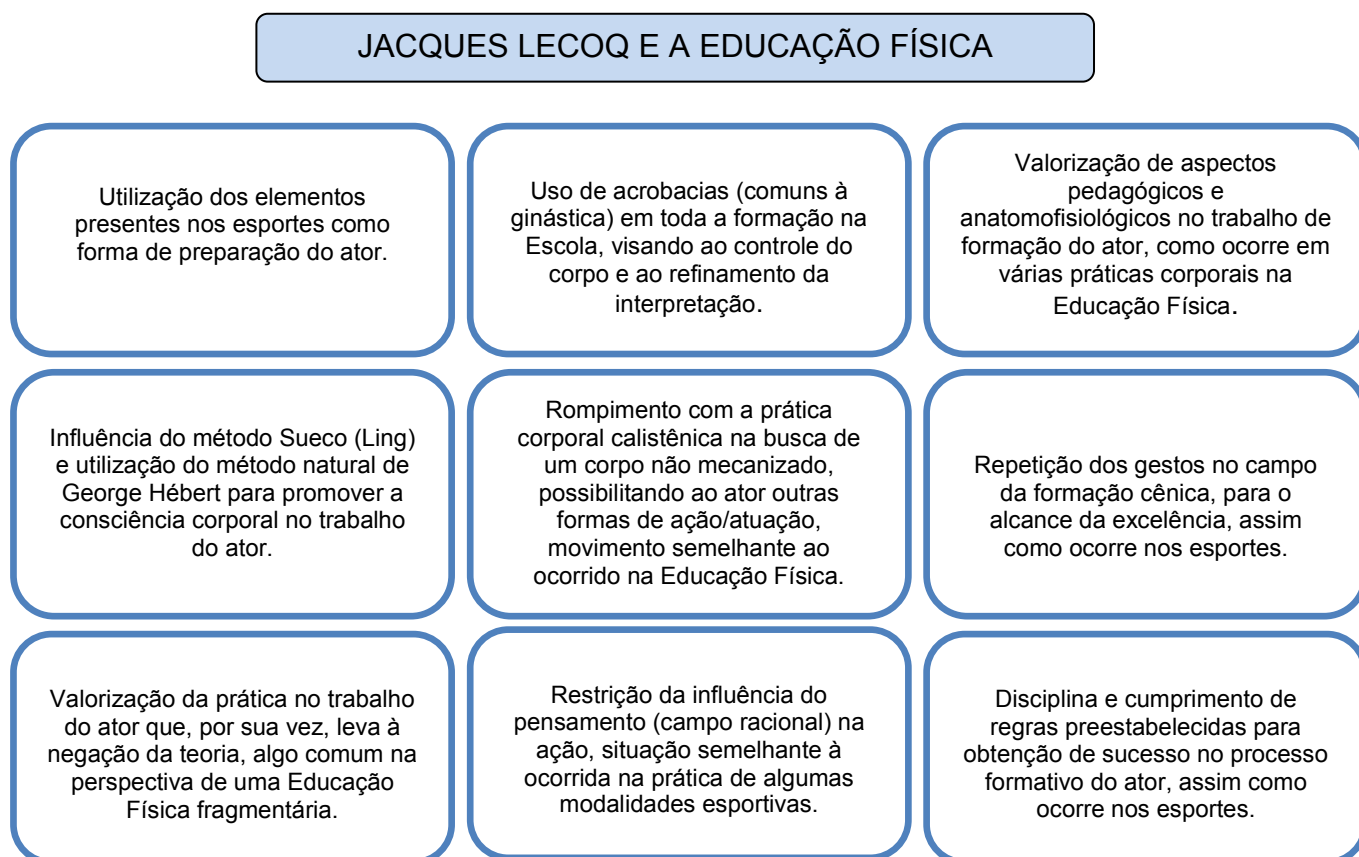 JACQUES LECOQ E A EDUCAÇÃO FÍSICA
Utilização dos elementos
presentes nos esportes como
forma de preparação do ator.
Uso de acrobacias (comuns à
ginástica) em toda a formação na
Escola, visando ao controle do
corpo e ao refinamento da
interpretação.
Valorização de aspectos
pedagógicos e
anatomofisiológicos no trabalho de
formação do ator, como ocorre em
várias práticas corporais na
Educação Física.
Influência do método Sueco (Ling)
e utilização do método natural de
George Hébert para promover a
consciência corporal no trabalho
do ator.
Rompimento com a prática
corporal calistênica na busca de
um corpo não mecanizado,
possibilitando ao ator outras
formas de ação/atuação,
movimento semelhante ao
ocorrido na Educação Física.
Repetição dos gestos no campo
da formação cênica, para o
alcance da excelência, assim
como ocorre nos esportes.
Valorização da prática no trabalho
do ator que, por sua vez, leva à
negação da teoria, algo comum na
perspectiva de uma Educação
Física fragmentária.
Restrição da influência do
pensamento (campo racional) na
ação, situação semelhante à
ocorrida na prática de algumas
modalidades esportivas.
Disciplina e cumprimento de
regras preestabelecidas para
obtenção de sucesso no processo
formativo do ator, assim como
ocorre nos esportes.